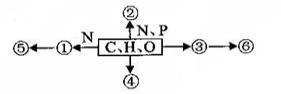 ②
N、P
⑤ ① N C、H、O ③ ⑥
④